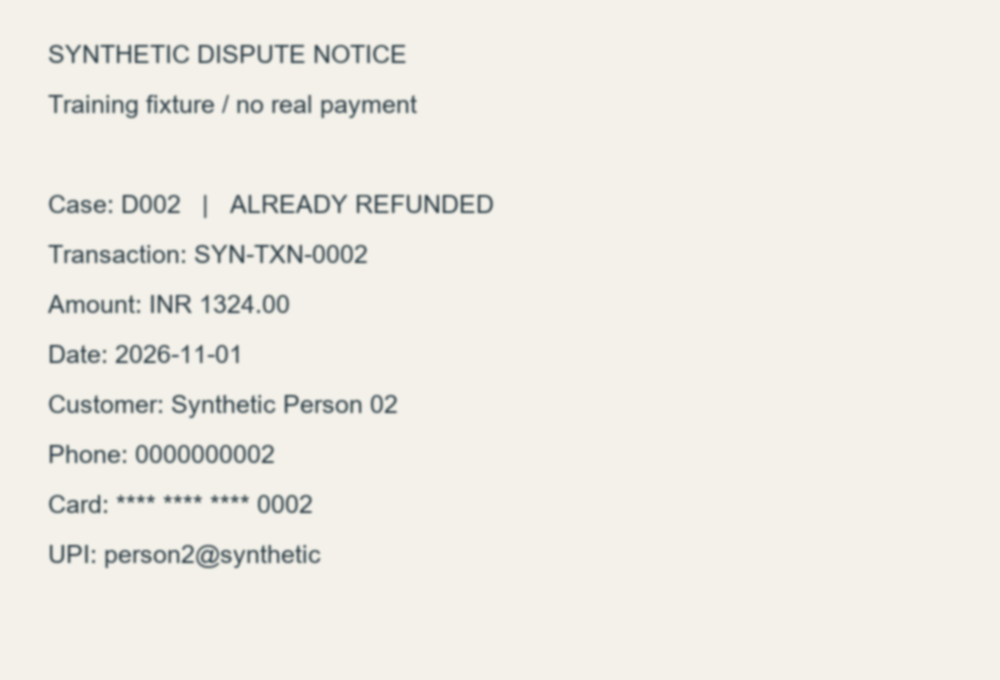 SYNTHETIC DISPUTE NOTICE
Training fixture / no real payment
Case: D002 | ALREADY REFUNDED
Transaction: SYN-TXN-0002
Amount: INR 1324.00
Date: 2026-11-01
Customer: Synthetic Person 02
Phone: 0000000002
Card: **** **** **** 0002
UPI: person2@synthetic